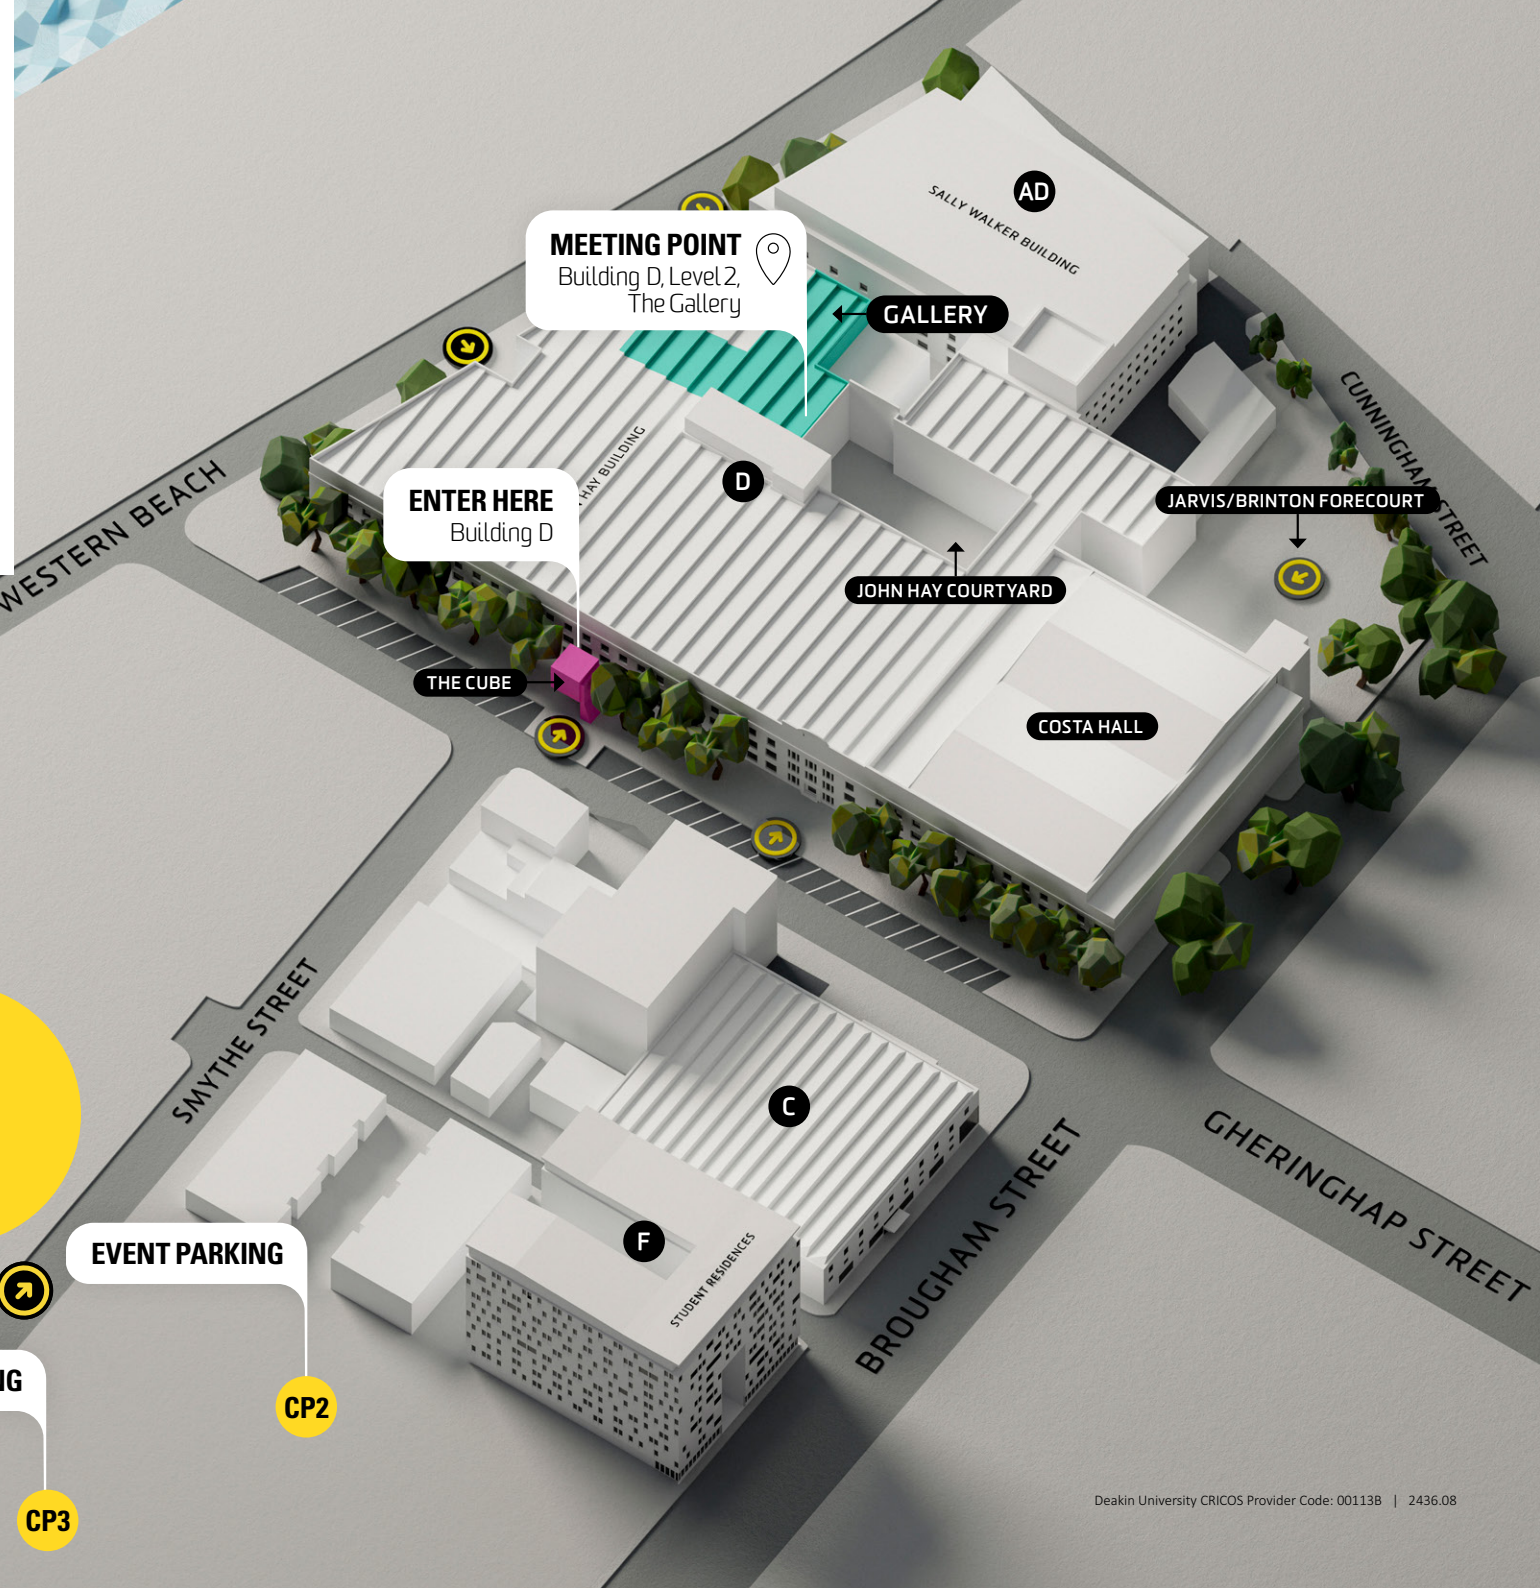 AD
SALLY WALKER BUILDING
MEETING POINT
Building D, Level 2,
The Gallery
GALLERY
CUNNINGHAM STREET
HAY BUILDING
D
WESTERN BEACH
ENTER HERE
Building D
JARVIS/BRINTON FORECOURT
JOHN HAY COURTYARD
THE CUBE
COSTA HALL
SMYTHE STREET
C
GHERINGHAP STREET
BROUGHAM STREET
F
STUDENT RESIDENCES
EVENT PARKING
CP2
CP3
Deakin University CRICOS Provider Code: 00113B | 2436.08